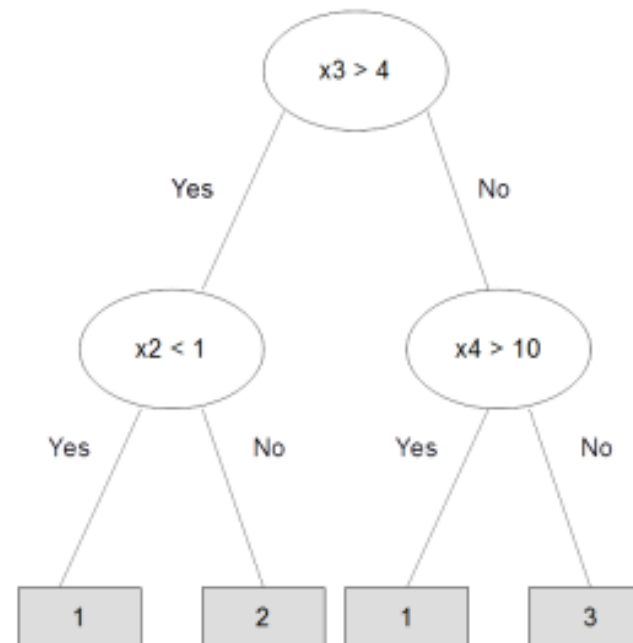 x3 > 4
Yes
No
x2 < 1
x4 > 10
Yes
No
Yes
No
1
2
1
3